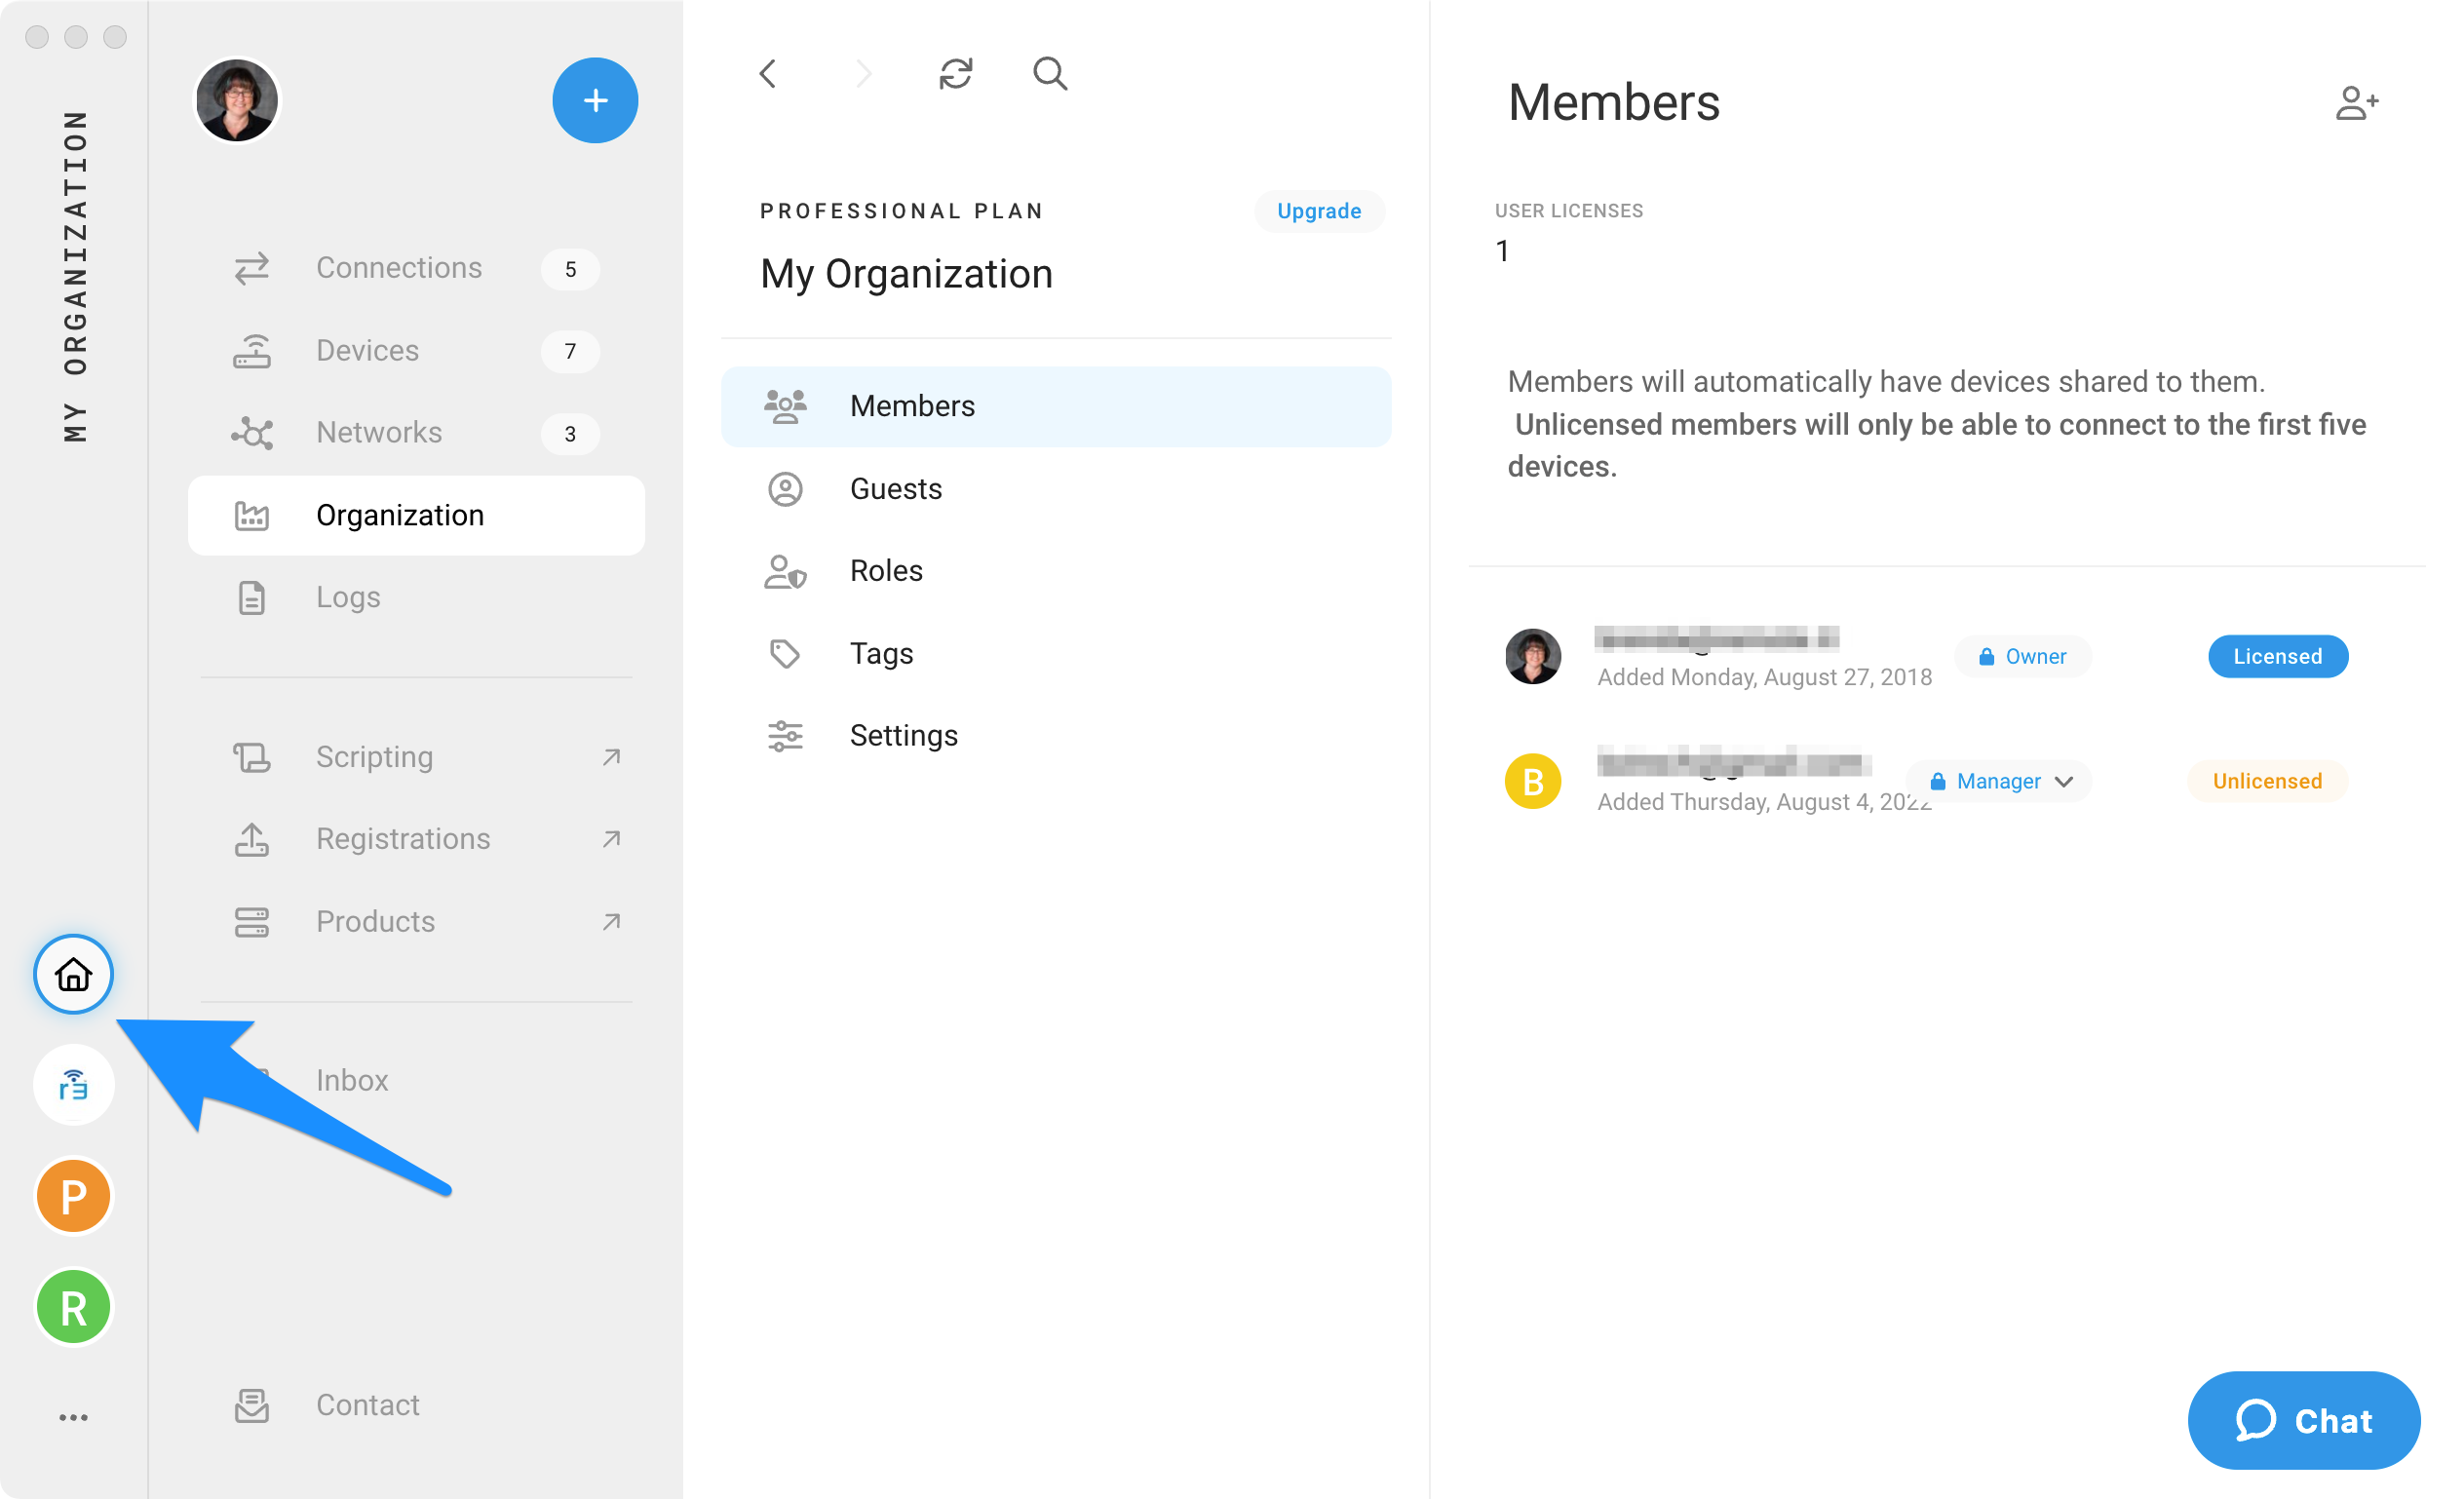 MY ORGANIZATION
Connections 5
Devices 7
Networks 3
Organization
Logs
Scripting
Registrations
Products
Inbox
Contact
r3
P
R
PROFESSIONAL PLAN
Upgrade
My Organization
Members
Guests
Roles
Tags
Settings
Members
USER LICENSES
1
Members will automatically have devices shared to them.
Unlicensed members will only be able to connect to the first five
devices.
Added Monday, August 27, 2018
Owner
Licensed
B
Added Thursday, August 4, 2022
Manager
Unlicensed
Chat